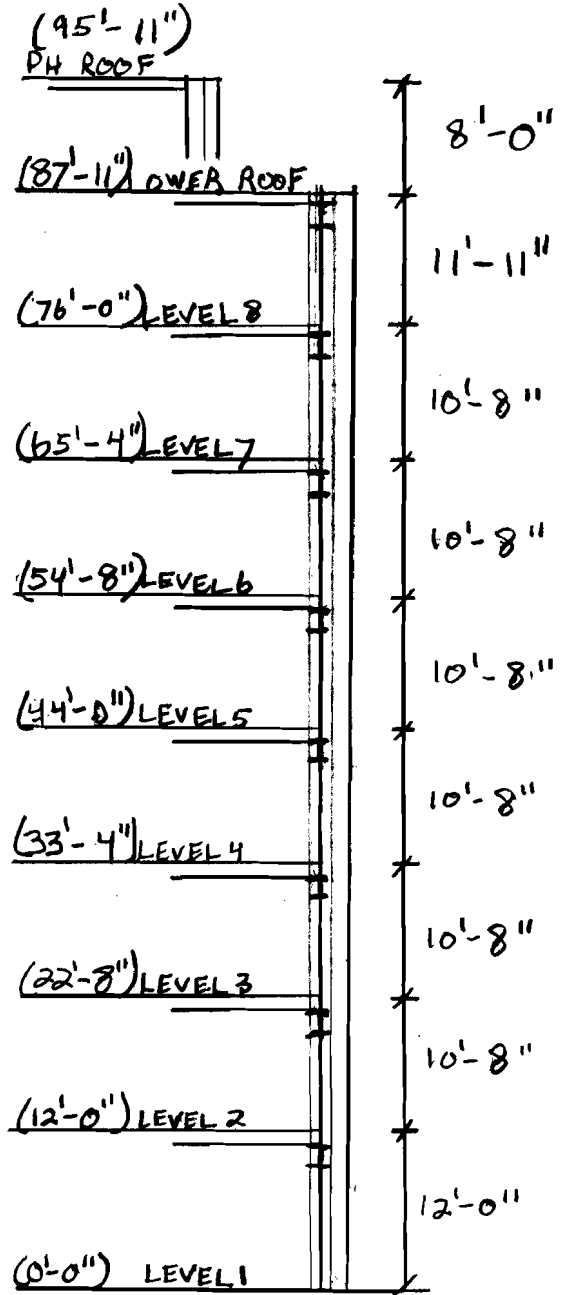 (95'-11")
PH ROOF
8'-0"
(87'-11") LOWER ROOF
11'-11"
(76'-0") LEVEL 8
10'-8"
(65'-4") LEVEL 7
10'-8"
(54'-8") LEVEL 6
10'-8"
(44'-0") LEVEL 5
10'-8"
(33'-4") LEVEL 4
10'-8"
(22'-8") LEVEL 3
10'-8"
(12'-0") LEVEL 2
12'-0"
(0'-0") LEVEL 1